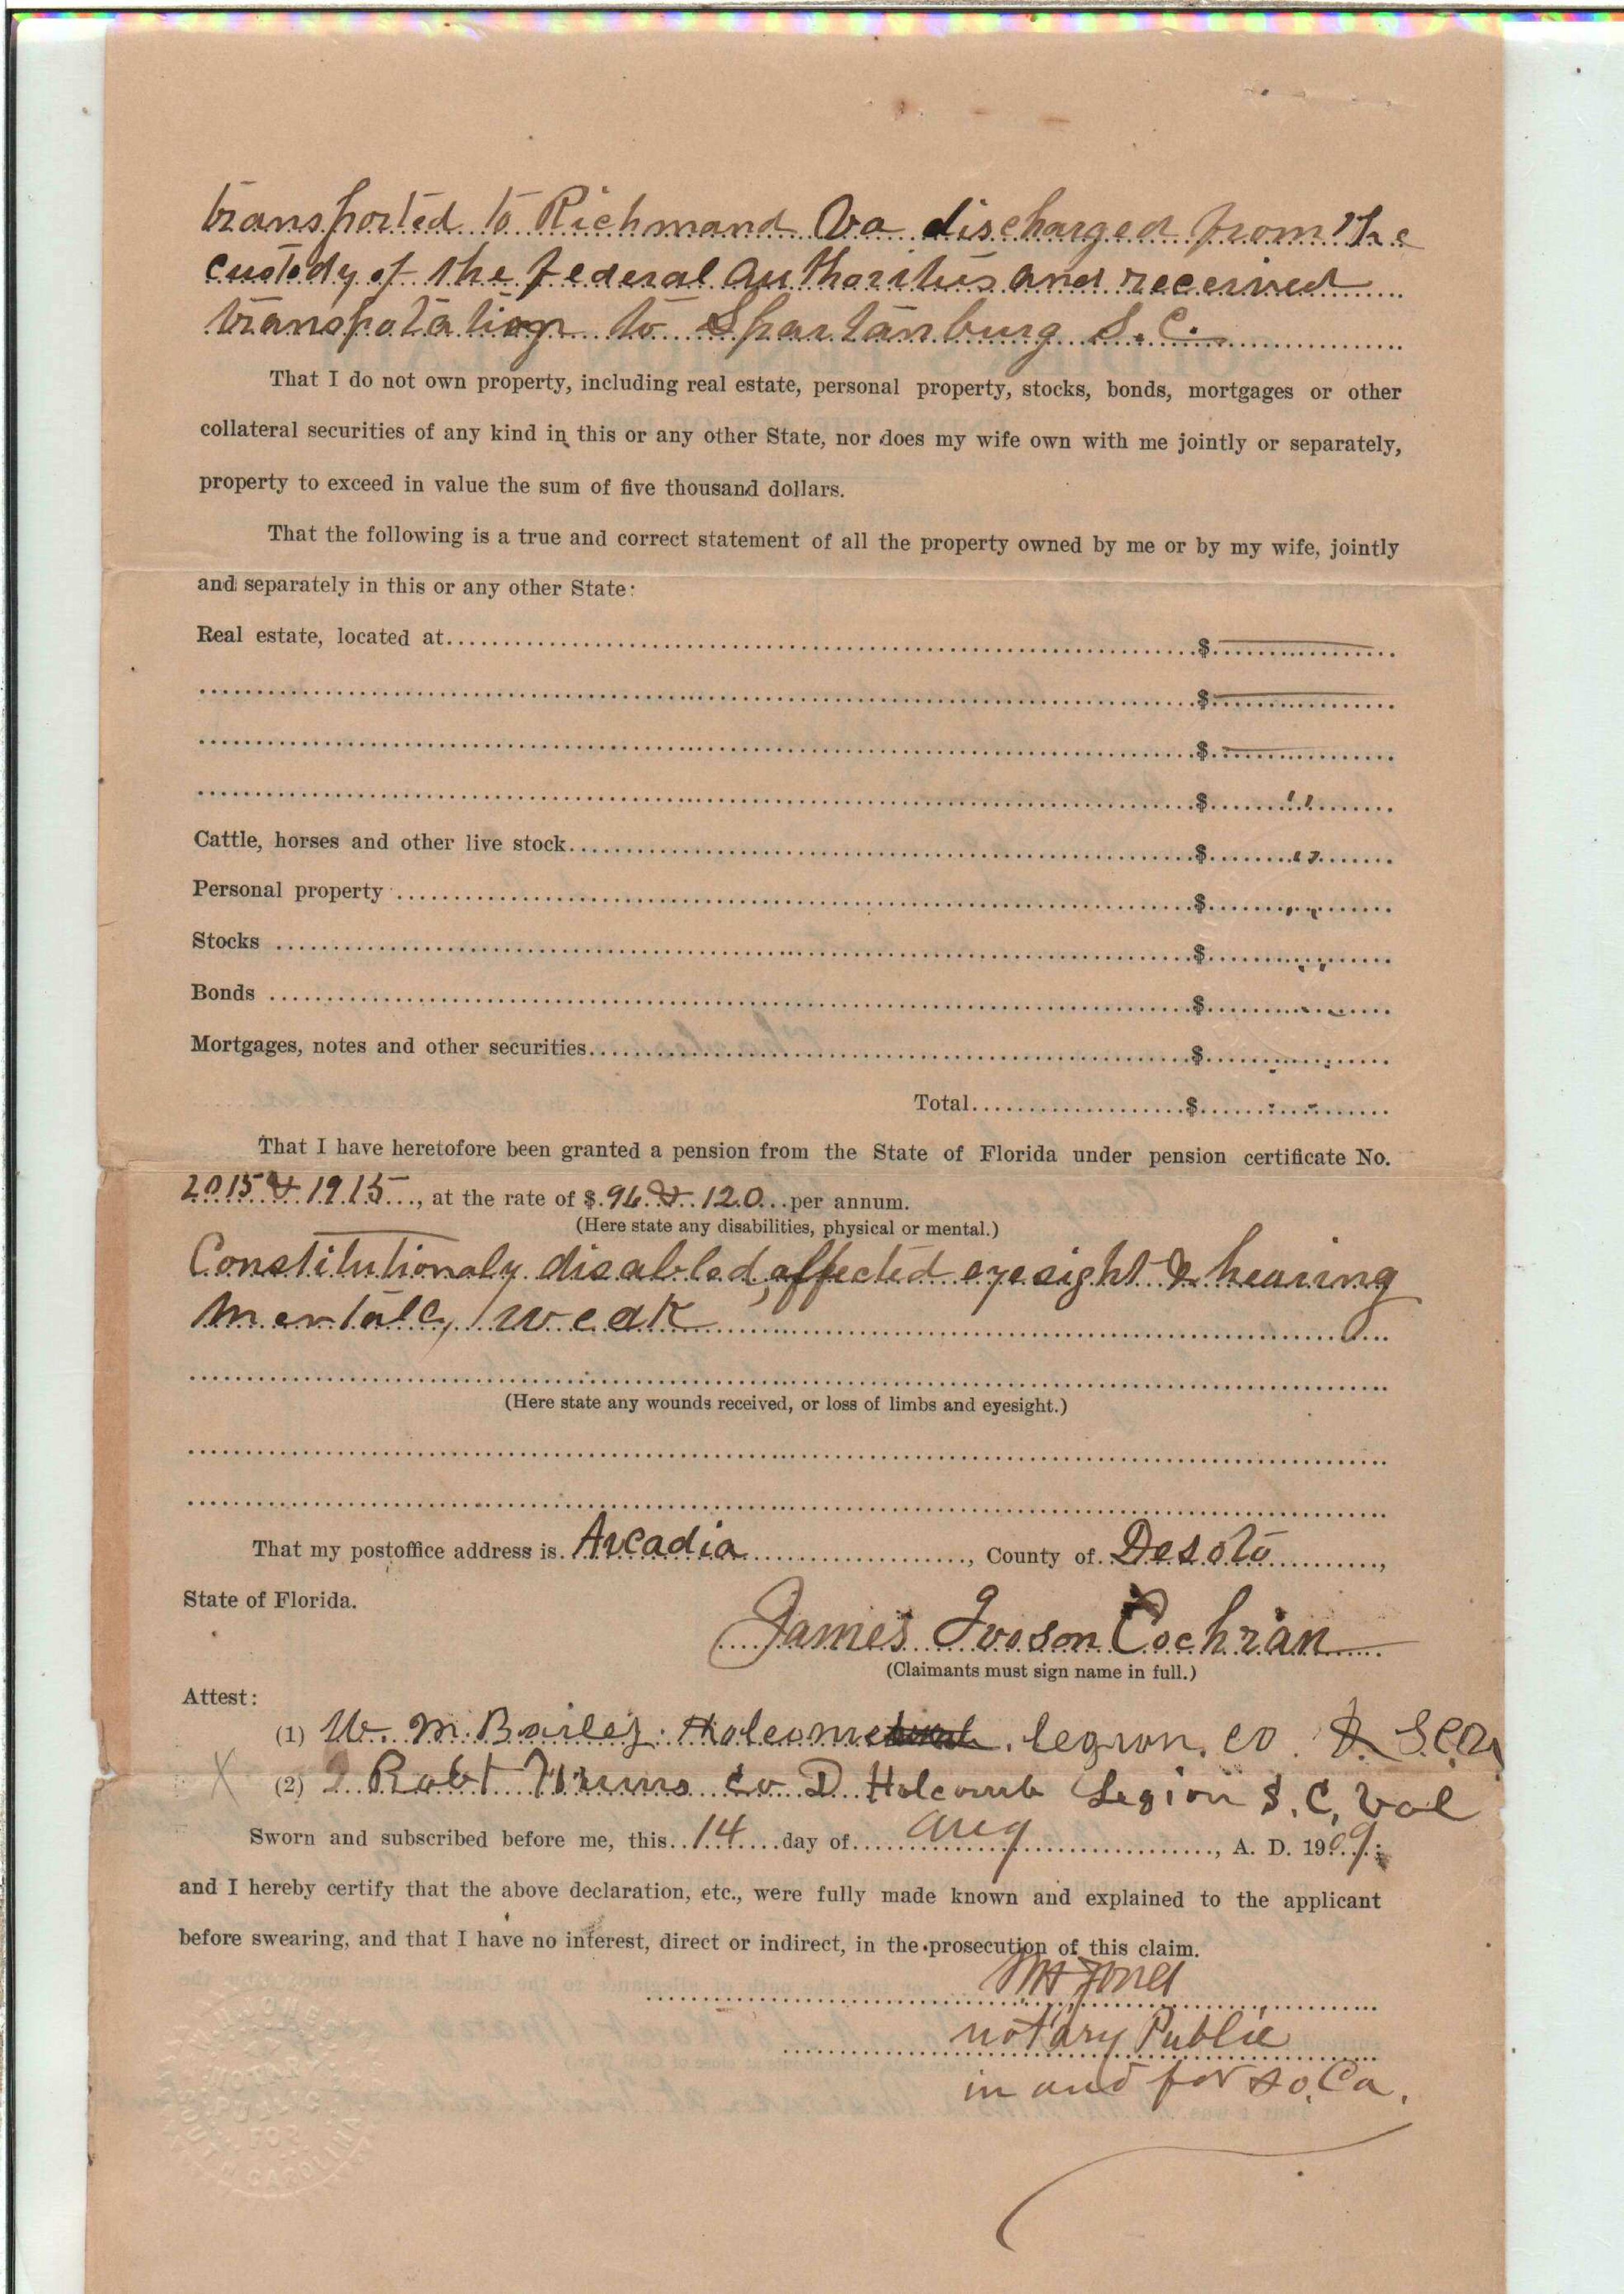 transported to Richmand Va discharged from the
custody of the federal authoritus and received
transpotation to Spartanburg S.C.
That I do not own property, including real estate, personal property, stocks, bonds, mortgages or other
collateral securities of any kind in this or any other State, nor does my wife own with me jointly or separately,
property to exceed in value the sum of five thousand dollars.
That the following is a true and correct statement of all the property owned by me or by my wife, jointly
and separately in this or any other State:
Real estate, located at $
$
$
$ "
Cattle, horses and other live stock $ "
Personal property $ "
Stocks $ "
Bonds $ "
Mortgages, notes and other securities $ "
Total $ "
That I have heretofore been granted a pension from the State of Florida under pension certificate No.
2015 & 1915, at the rate of $ 96 & 120 per annum.
(Here state any disabilities, physical or mental.)
Constitutionaly disabled, affected eyesight & hearing
mentally weak
(Here state any wounds received, or loss of limbs and eyesight.)
That my postoffice address is Arcadia, County of Desoto,
State of Florida.
James Cochran
(Claimants must sign name in full.)
Attest:
(1) W. M. Bailey Holcome legion co
(2) Robt co D Holcomb Legion S.C. Vol
Sworn and subscribed before me, this 14 day of Aug, A. D. 1909;
and I hereby certify that the above declaration, etc., were fully made known and explained to the applicant
before swearing, and that I have no interest, direct or indirect, in the prosecution of this claim.
Jones
notary Public
in and for So. Ca.
NOTARY
PUBLIC
FOR
SOUTH CAROLINA